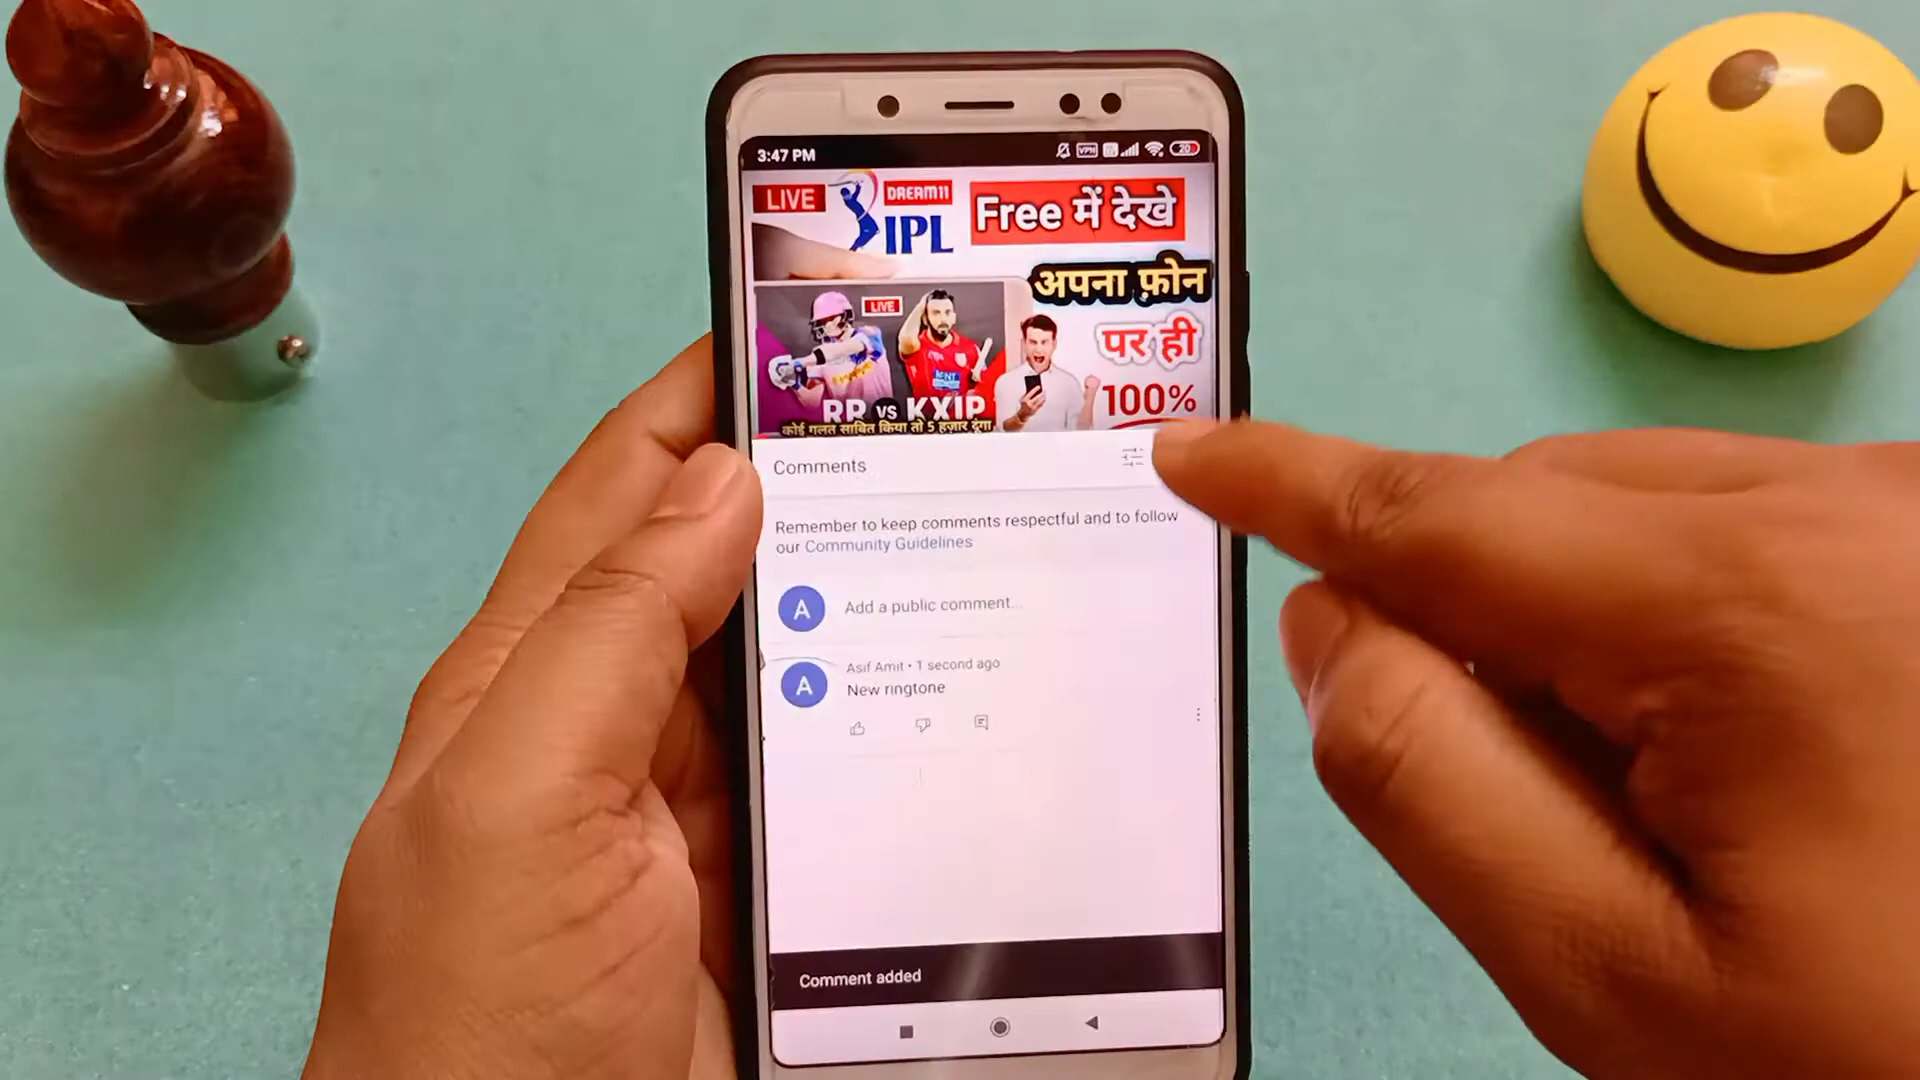 3:47 PM
VPN
20
LIVE
DREAM11
IPL
Free में देखे
अपना फ़ोन
पर ही
100%
LIVE
RR VS KXIP
कोई गलत साबित किया तो 5 हज़ार दूंगा
Comments
Remember to keep comments respectful and to follow
our Community Guidelines
A
Add a public comment...
A
Asif Amit • 1 second ago
New ringtone
Comment added